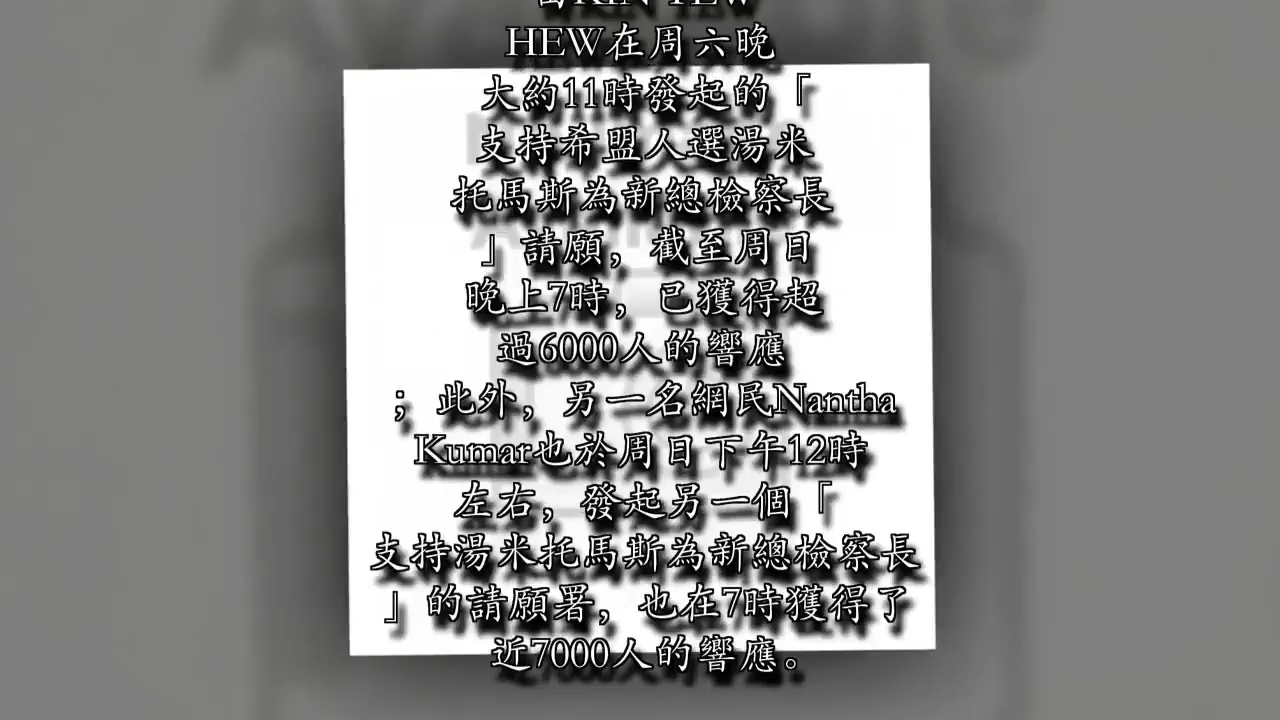 HEW在周六晚
大約11時發起的「
支持希盟人選湯米
托馬斯為新總檢察長
」請願，截至周日
晚上7時，已獲得超
過6000人的響應
；此外，另一名網民Nantha
Kumar也於周日下午12時
左右，發起另一個「
支持湯米托馬斯為新總檢察長
」的請願署，也在7時獲得了
近7000人的響應。